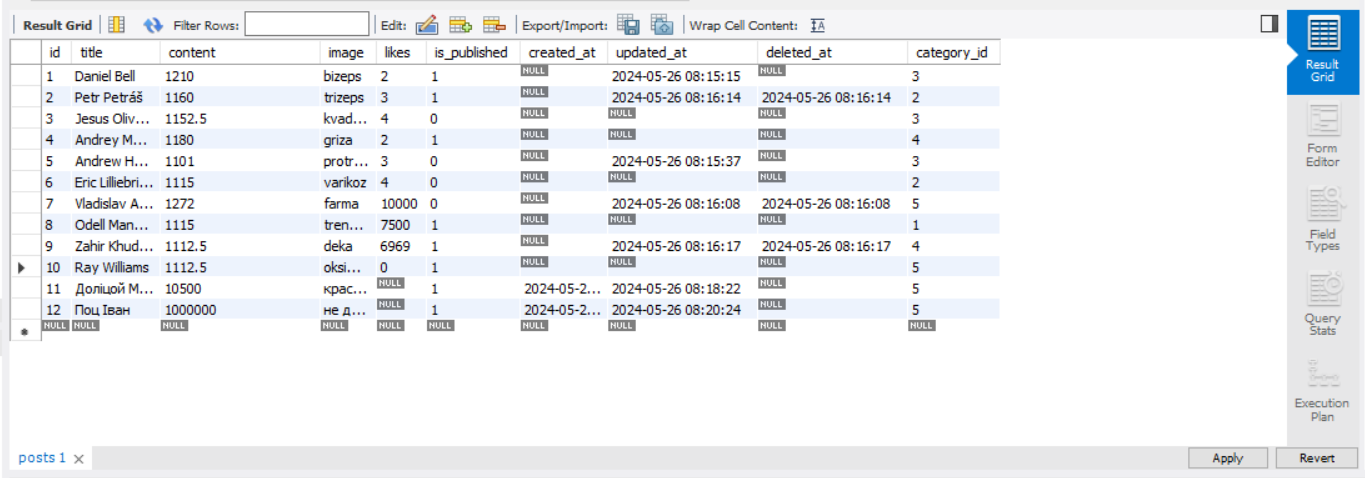 Result Grid Filter Rows: Edit: Export/Import: Wrap Cell Content: IA
id title content image likes is_published created_at updated_at deleted_at category_id
1 Daniel Bell 1210 bizeps 2 1 NULL 2024-05-26 08:15:15 NULL 3
2 Petr Petráš 1160 trizeps 3 1 NULL 2024-05-26 08:16:14 2024-05-26 08:16:14 2
3 Jesus Oliv... 1152.5 kvad... 4 0 NULL NULL NULL 3
4 Andrey M... 1180 griza 2 1 NULL NULL NULL 4
5 Andrew H... 1101 protr... 3 0 NULL 2024-05-26 08:15:37 NULL 3
6 Eric Lilliebri... 1115 varikoz 4 0 NULL NULL NULL 2
7 Vladislav A... 1272 farma 10000 0 NULL 2024-05-26 08:16:08 2024-05-26 08:16:08 5
8 Odell Man... 1115 tren... 7500 1 NULL NULL NULL 1
9 Zahir Khud... 1112.5 deka 6969 1 NULL 2024-05-26 08:16:17 2024-05-26 08:16:17 4
10 Ray Williams 1112.5 oksi... 0 1 NULL NULL NULL 5
11 Доліцой М... 10500 крас... NULL 1 2024-05-2... 2024-05-26 08:18:22 NULL 5
12 Поц Іван 1000000 не д... NULL 1 2024-05-2... 2024-05-26 08:20:24 NULL 5
NULL NULL NULL NULL NULL NULL NULL NULL NULL NULL
Result
Grid
Form
Editor
Field
Types
Query
Stats
Execution
Plan
posts 1
Apply Revert